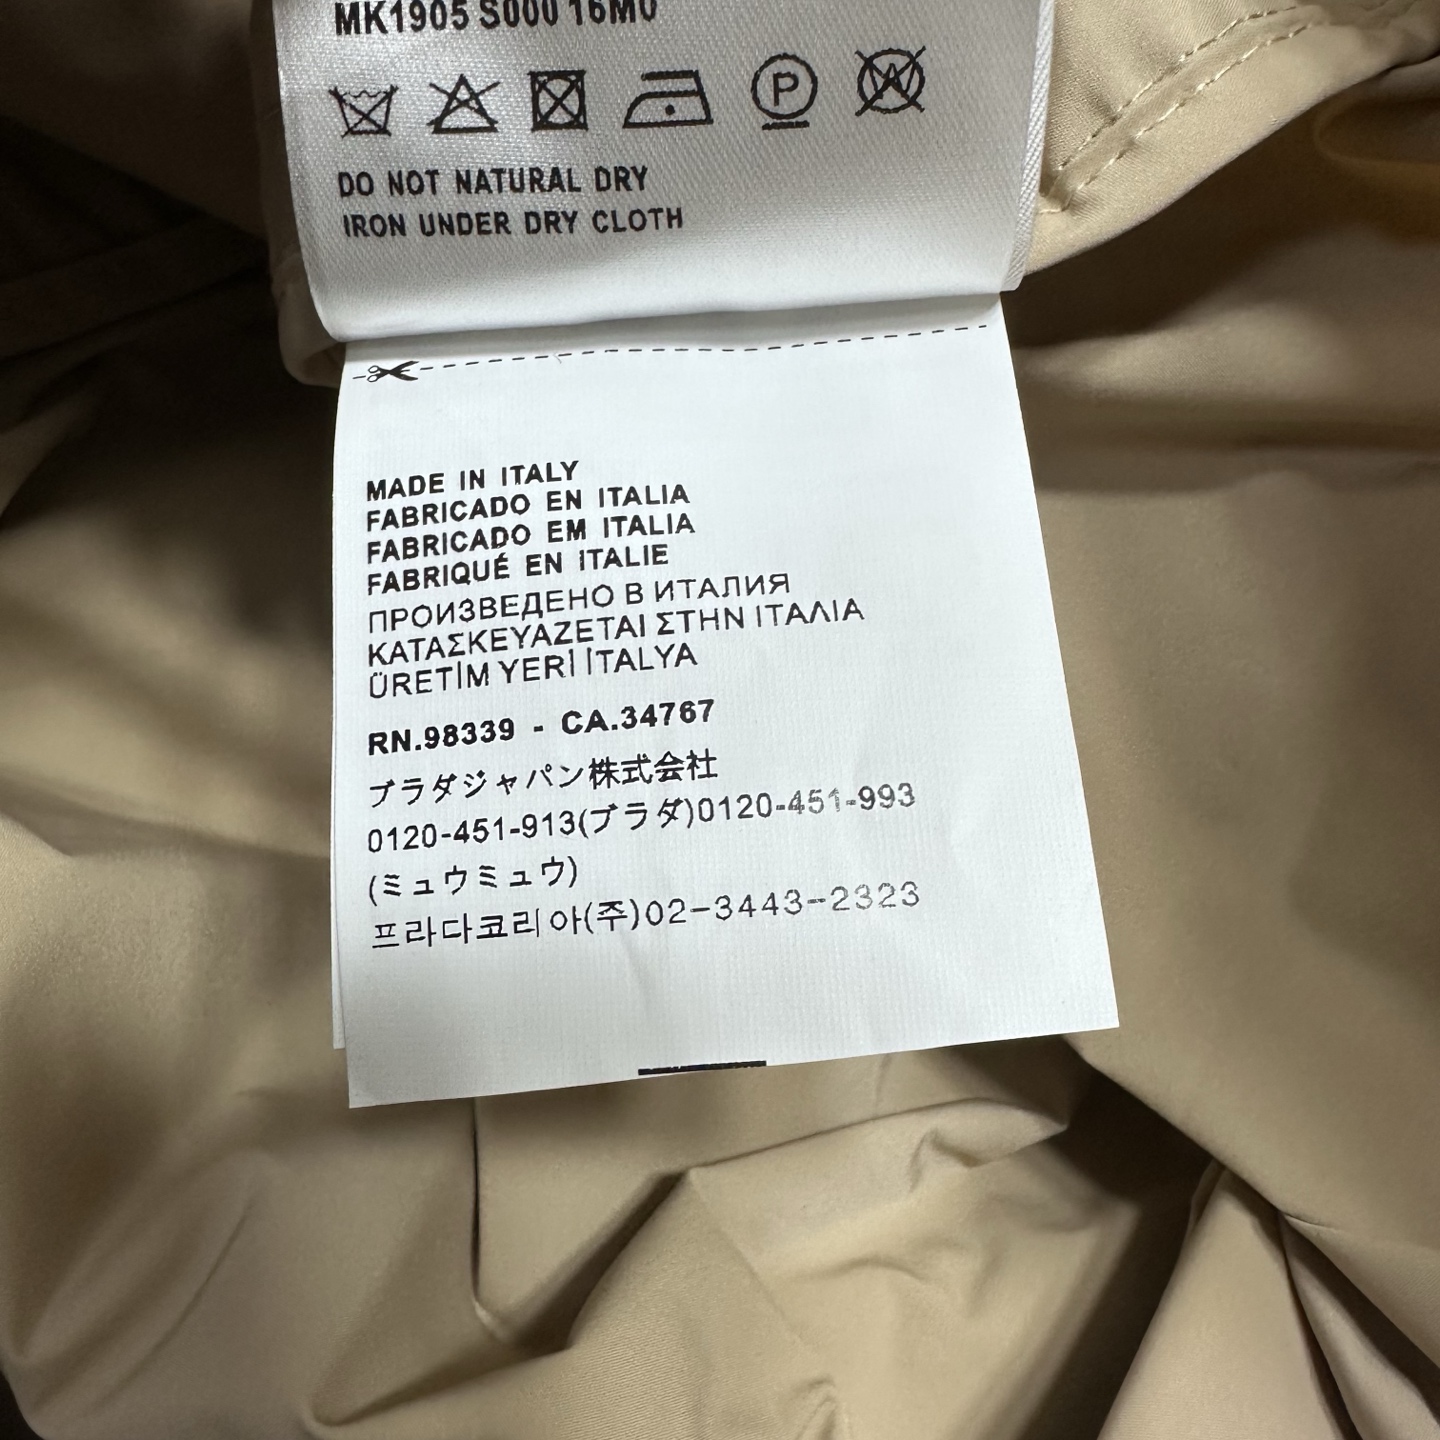 MK1905 S000 16M0
P
W
DO NOT NATURAL DRY
IRON UNDER DRY CLOTH
MADE IN ITALY
FABRICADO EN ITALIA
FABRICADO EM ITALIA
FABRIQUÉ EN ITALIE
ПРОИЗВЕДЕНО В ИТАЛИЯ
ΚΑΤΑΣΚΕΥΑΖΕΤΑΙ ΣΤΗΝ ΙΤΑΛΙΑ
ÜRETİM YERİ İTALYA
RN.98339 - CA.34767
プラダジャパン株式会社
0120-451-913(プラダ)0120-451-993
(ミュウミュウ)
프라다코리아(주)02-3443-2323